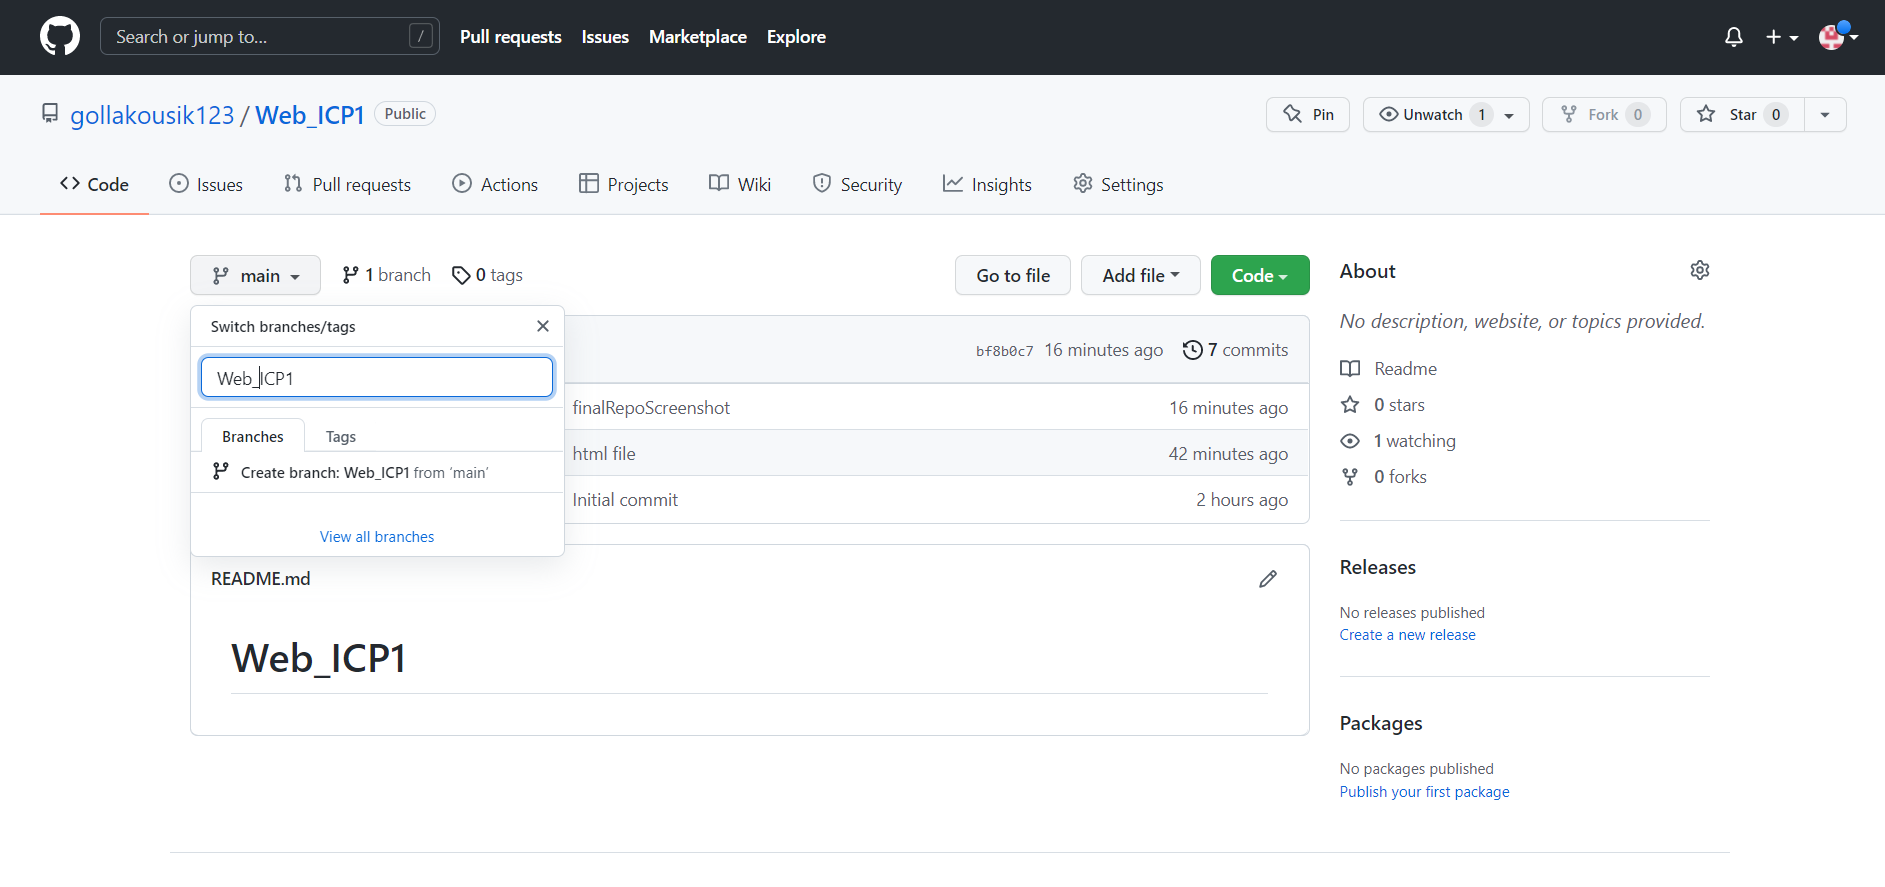 Search or jump to... /
Pull requests Issues Marketplace Explore
gollakousik123 / Web_ICP1 Public
Pin Unwatch 1 Fork 0 Star 0
Code Issues Pull requests Actions Projects Wiki Security Insights Settings
main 1 branch 0 tags
Go to file Add file Code
Switch branches/tags
Web_ICP1
Branches Tags
Create branch: Web_ICP1 from ‘main’
View all branches
bf8b0c7 16 minutes ago 7 commits
finalRepoScreenshot 16 minutes ago
html file 42 minutes ago
Initial commit 2 hours ago
README.md
Web_ICP1
About
No description, website, or topics provided.
Readme
0 stars
1 watching
0 forks
Releases
No releases published
Create a new release
Packages
No packages published
Publish your first package